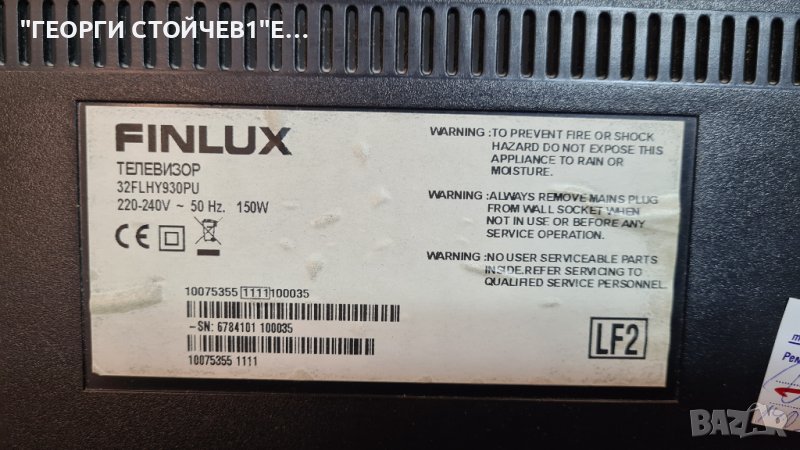 "ГЕОРГИ СТОЙЧЕВ1"Е...
FINLUX
ТЕЛЕВИЗОР
32FLHY930PU
220-240V ~ 50 Hz. 150W
CE
10075355 1111 100035
-SN: 6784101 100035
10075355 1111
WARNING :TO PREVENT FIRE OR SHOCK
HAZARD DO NOT EXPOSE THIS
APPLIANCE TO RAIN OR
MOISTURE.
WARNING :ALWAYS REMOVE MAINS PLUG
FROM WALL SOCKET WHEN
NOT IN USE OR BEFORE ANY
SERVICE OPERATION.
WARNING :NO USER SERVICEABLE PARTS
INSIDE.REFER SERVICING TO
QUALIFIED SERVICE PERSONNEL.
LF2
BAZAR